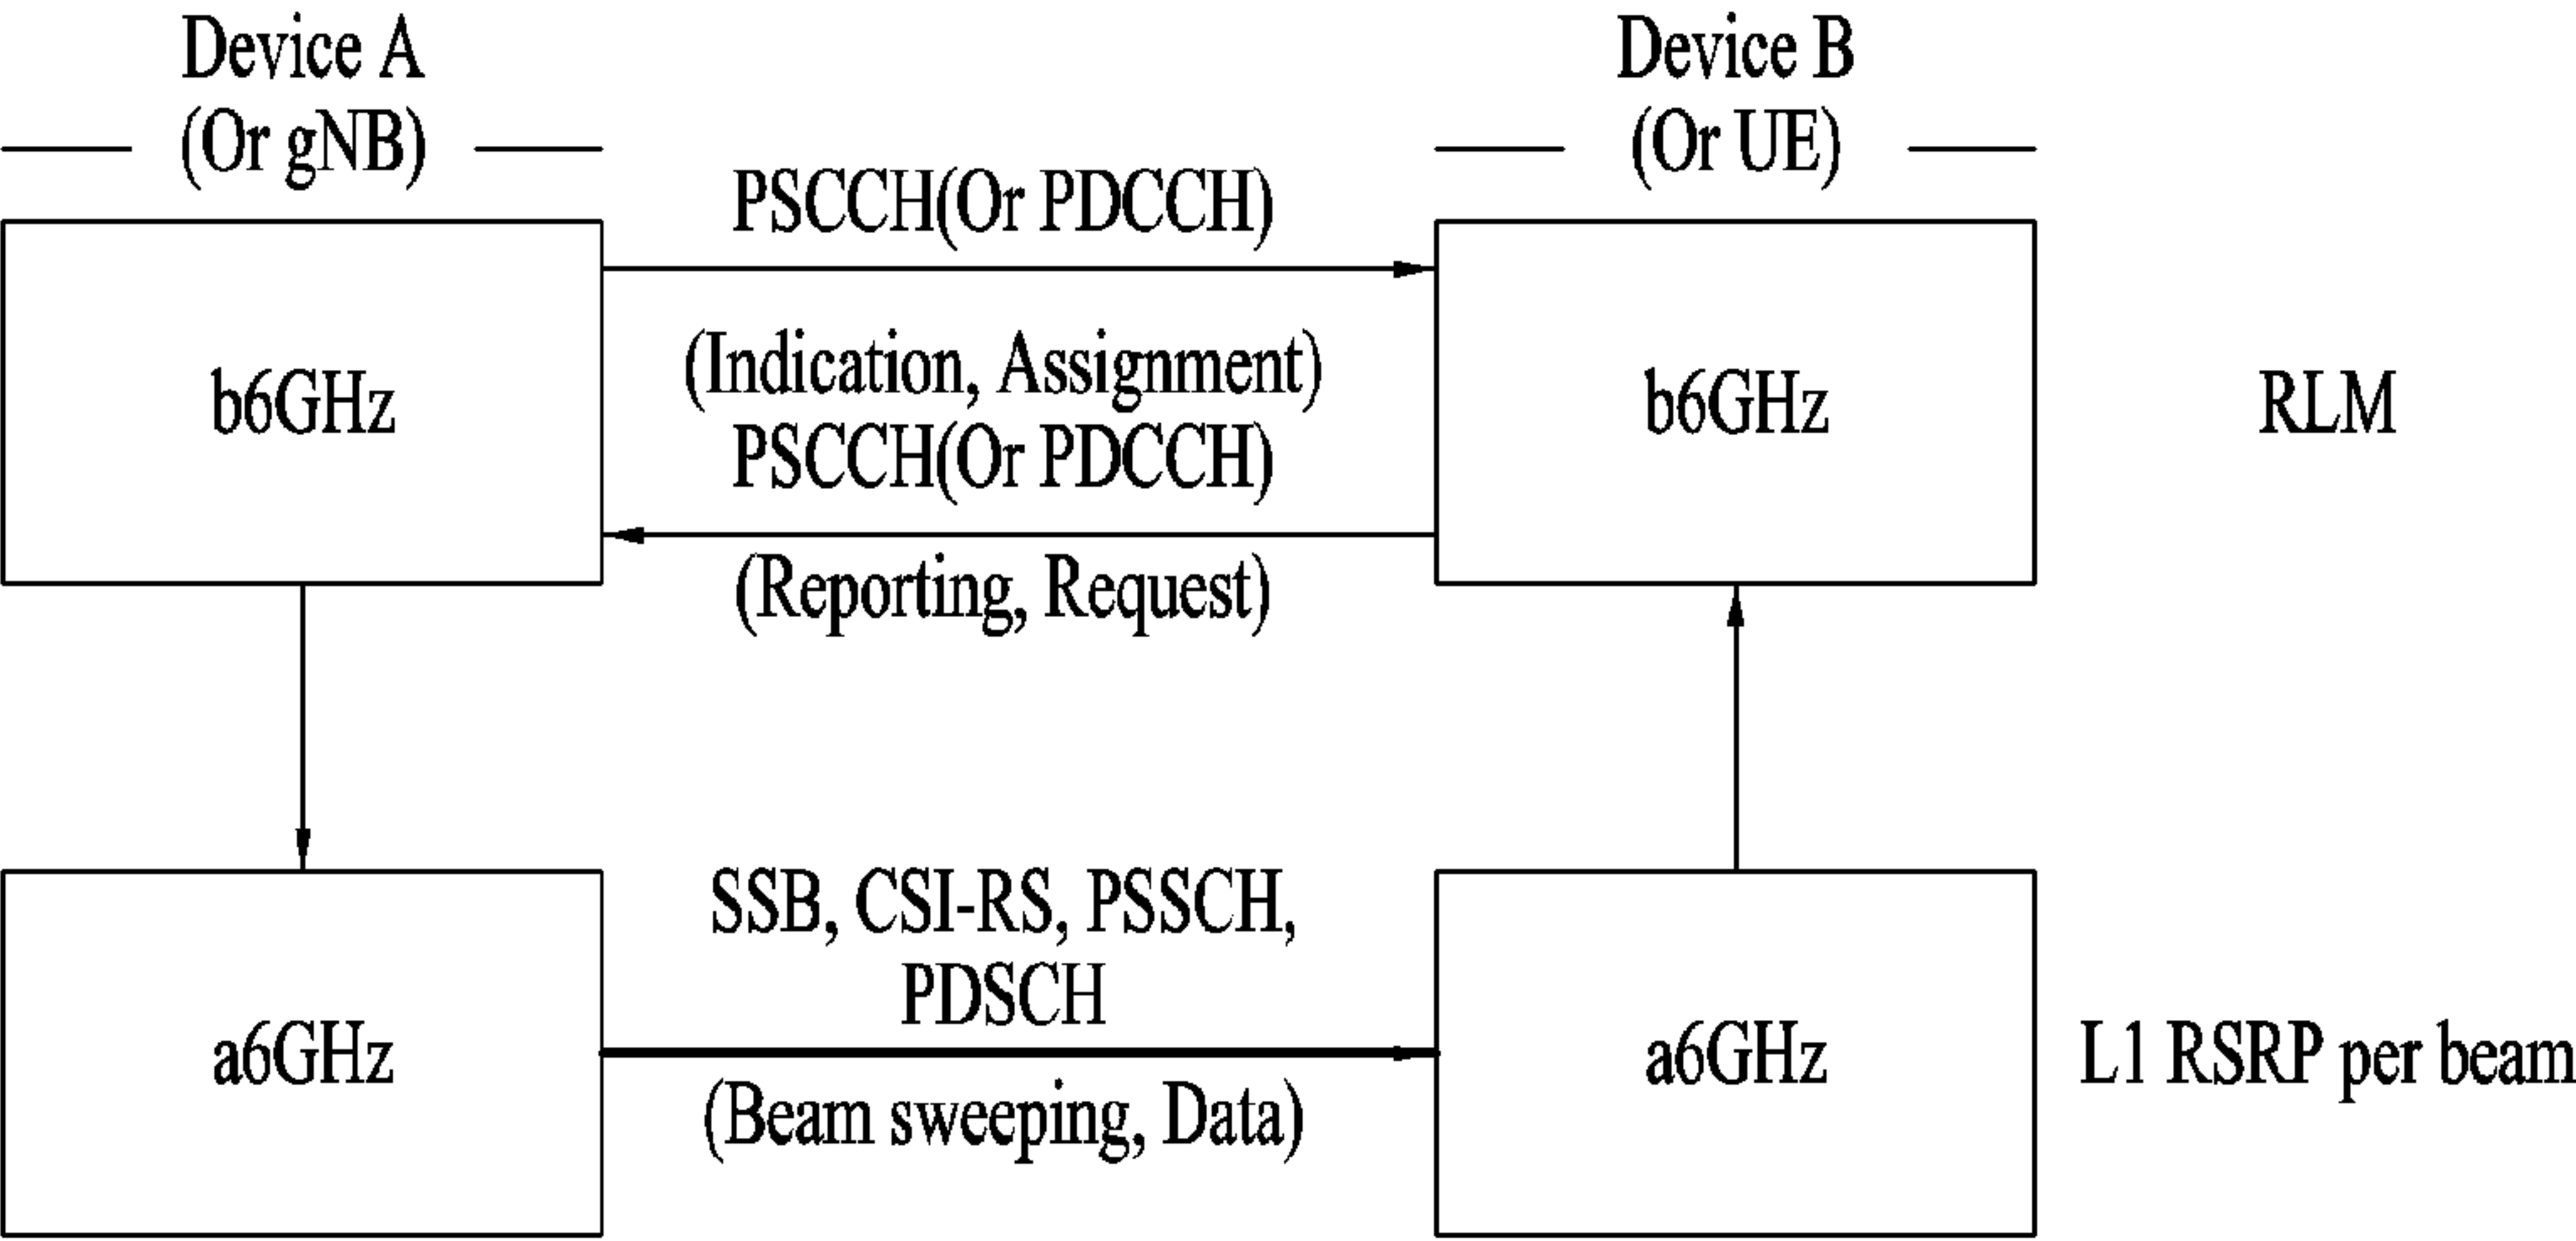 Device A
(Or gNB)
Device B
(Or UE)
PSCCH(Or PDCCH)
b6GHz
(Indication, Assignment)
PSCCH(Or PDCCH)
(Reporting, Request)
b6GHz
RLM
a6GHz
SSB, CSI-RS, PSSCH,
PDSCH
(Beam sweeping, Data)
a6GHz
L1 RSRP per beam